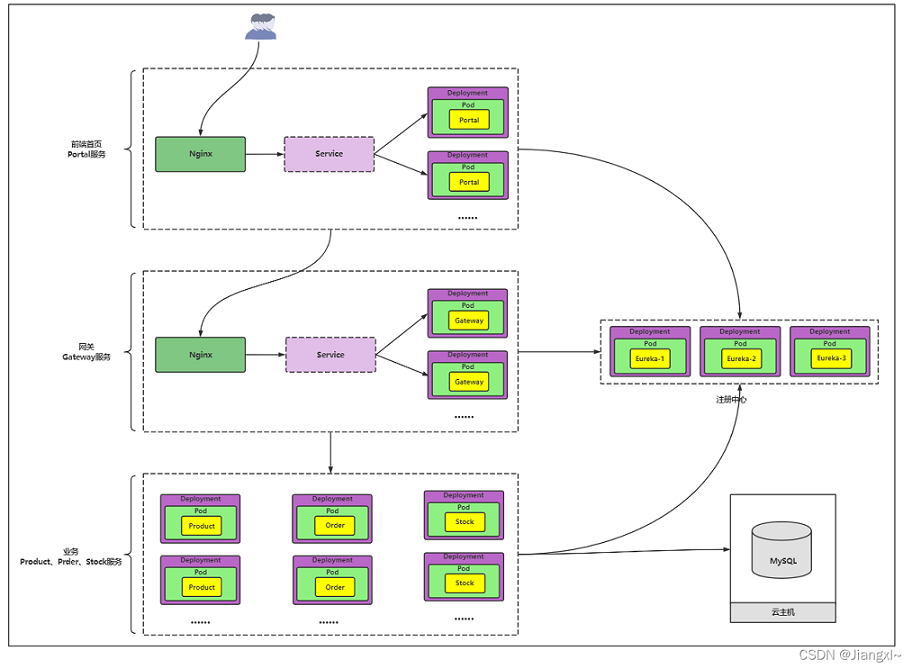 前端首页
Portal服务
Nginx
Service
Deployment
Pod
Portal
Deployment
Pod
Portal
......
网关
Gateway服务
Nginx
Service
Deployment
Pod
Gateway
Deployment
Pod
Gateway
......
Deployment
Pod
Eureka-1
Deployment
Pod
Eureka-2
Deployment
Pod
Eureka-3
注册中心
业务
Product、Prder、Stock服务
Deployment
Pod
Product
Deployment
Pod
Order
Deployment
Pod
Stock
Deployment
Pod
Product
Deployment
Pod
Order
Deployment
Pod
Stock
......
......
......
MySQL
云主机
CSDN @Jiangxl~